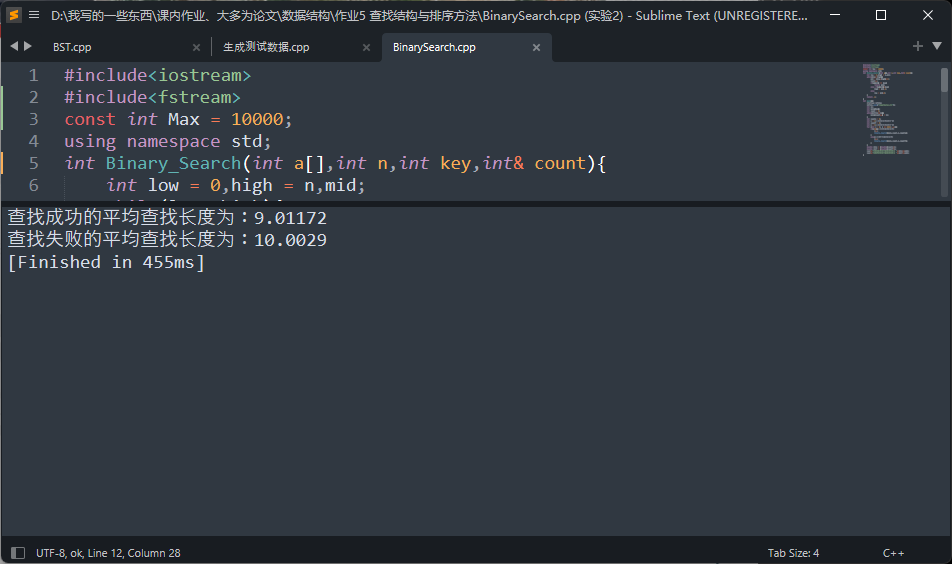 D:\我写的一些东西\课内作业、大多为论文\数据结构\作业5 查找结构与排序方法\BinarySearch.cpp (实验2) - Sublime Text (UNREGISTERE...
BST.cpp
生成测试数据.cpp
BinarySearch.cpp
1 #include<iostream>
2 #include<fstream>
3 const int Max = 10000;
4 using namespace std;
5 int Binary_Search(int a[],int n,int key,int& count){
6 int low = 0,high = n,mid;
查找成功的平均查找长度为：9.01172
查找失败的平均查找长度为：10.0029
[Finished in 455ms]
UTF-8, ok, Line 12, Column 28
Tab Size: 4
C++